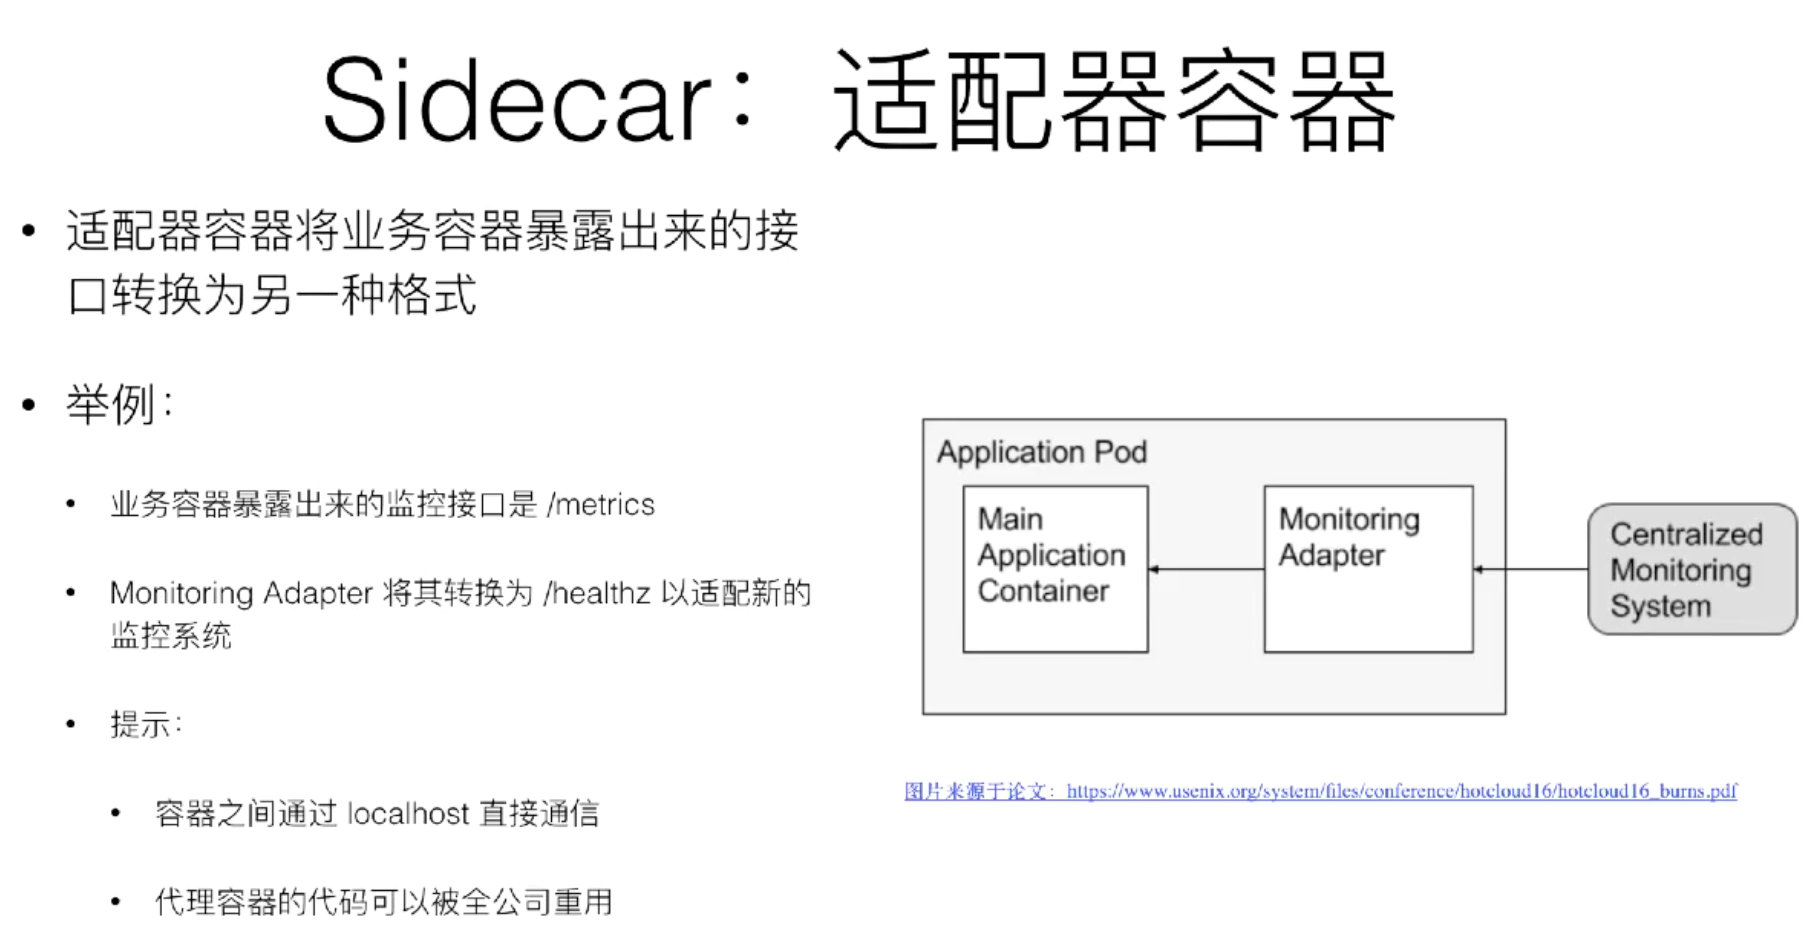 Sidecar：适配器容器
• 适配器容器将业务容器暴露出来的接
口转换为另一种格式
• 举例：
• 业务容器暴露出来的监控接口是 /metrics
• Monitoring Adapter 将其转换为 /healthz 以适配新的
监控系统
• 提示：
• 容器之间通过 localhost 直接通信
• 代理容器的代码可以被全公司重用
Application Pod
Main
Application
Container
Monitoring
Adapter
Centralized
Monitoring
System
图片来源于论文：https://www.usenix.org/system/files/conference/hotcloud16/hotcloud16_burns.pdf